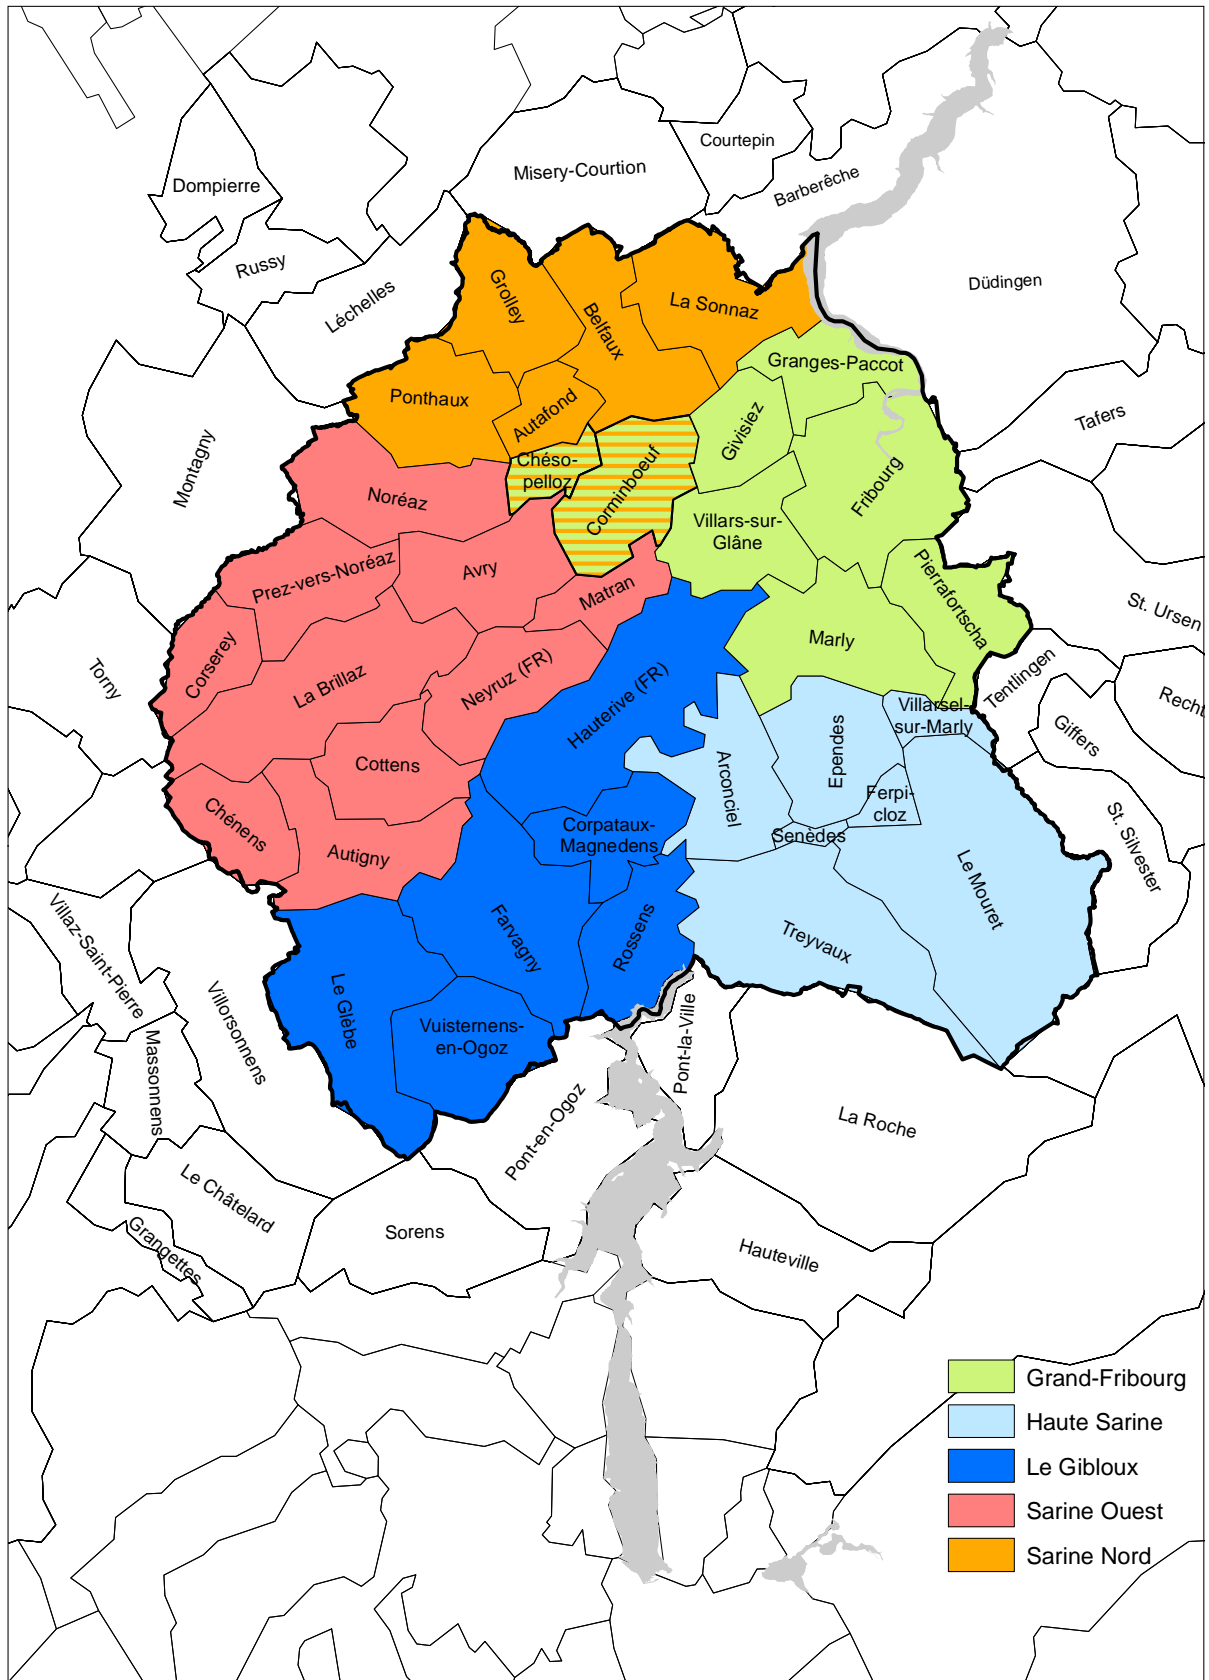 Courtepin
Misery-Courtion
Barberêche
Dompierre
Russy
Düdingen
Léchelles
Grolley
La Sonnaz
Belfaux
Granges-Paccot
Ponthaux
Autafond
Givisiez
Tafers
Montagny
Chéso-
pelloz
Corminboeuf
Fribourg
Noréaz
Villars-sur-
Glâne
Prez-vers-Noréaz
Avry
Matran
Pierrafortscha
St. Ursen
Marly
Corserey
La Brillaz
Neyruz (FR)
Torny
Tentlingen
Hauterive (FR)
Villarsel-
sur-Marly
Recht
Giffers
Ependes
Cottens
Arconciel
Ferpi-
cloz
Chénens
Corpataux-
Magnedens
Senèdes
St. Silvester
Autigny
Le Mouret
Villaz-Saint-Pierre
Farvagny
Rossens
Treyvaux
Le Glèbe
Villorsonnens
Vuisternens-
en-Ogoz
Pont-la-Ville
Massonnens
Pont-en-Ogoz
La Roche
Le Châtelard
Grangettes
Sorens
Hauteville
Grand-Fribourg
Haute Sarine
Le Gibloux
Sarine Ouest
Sarine Nord